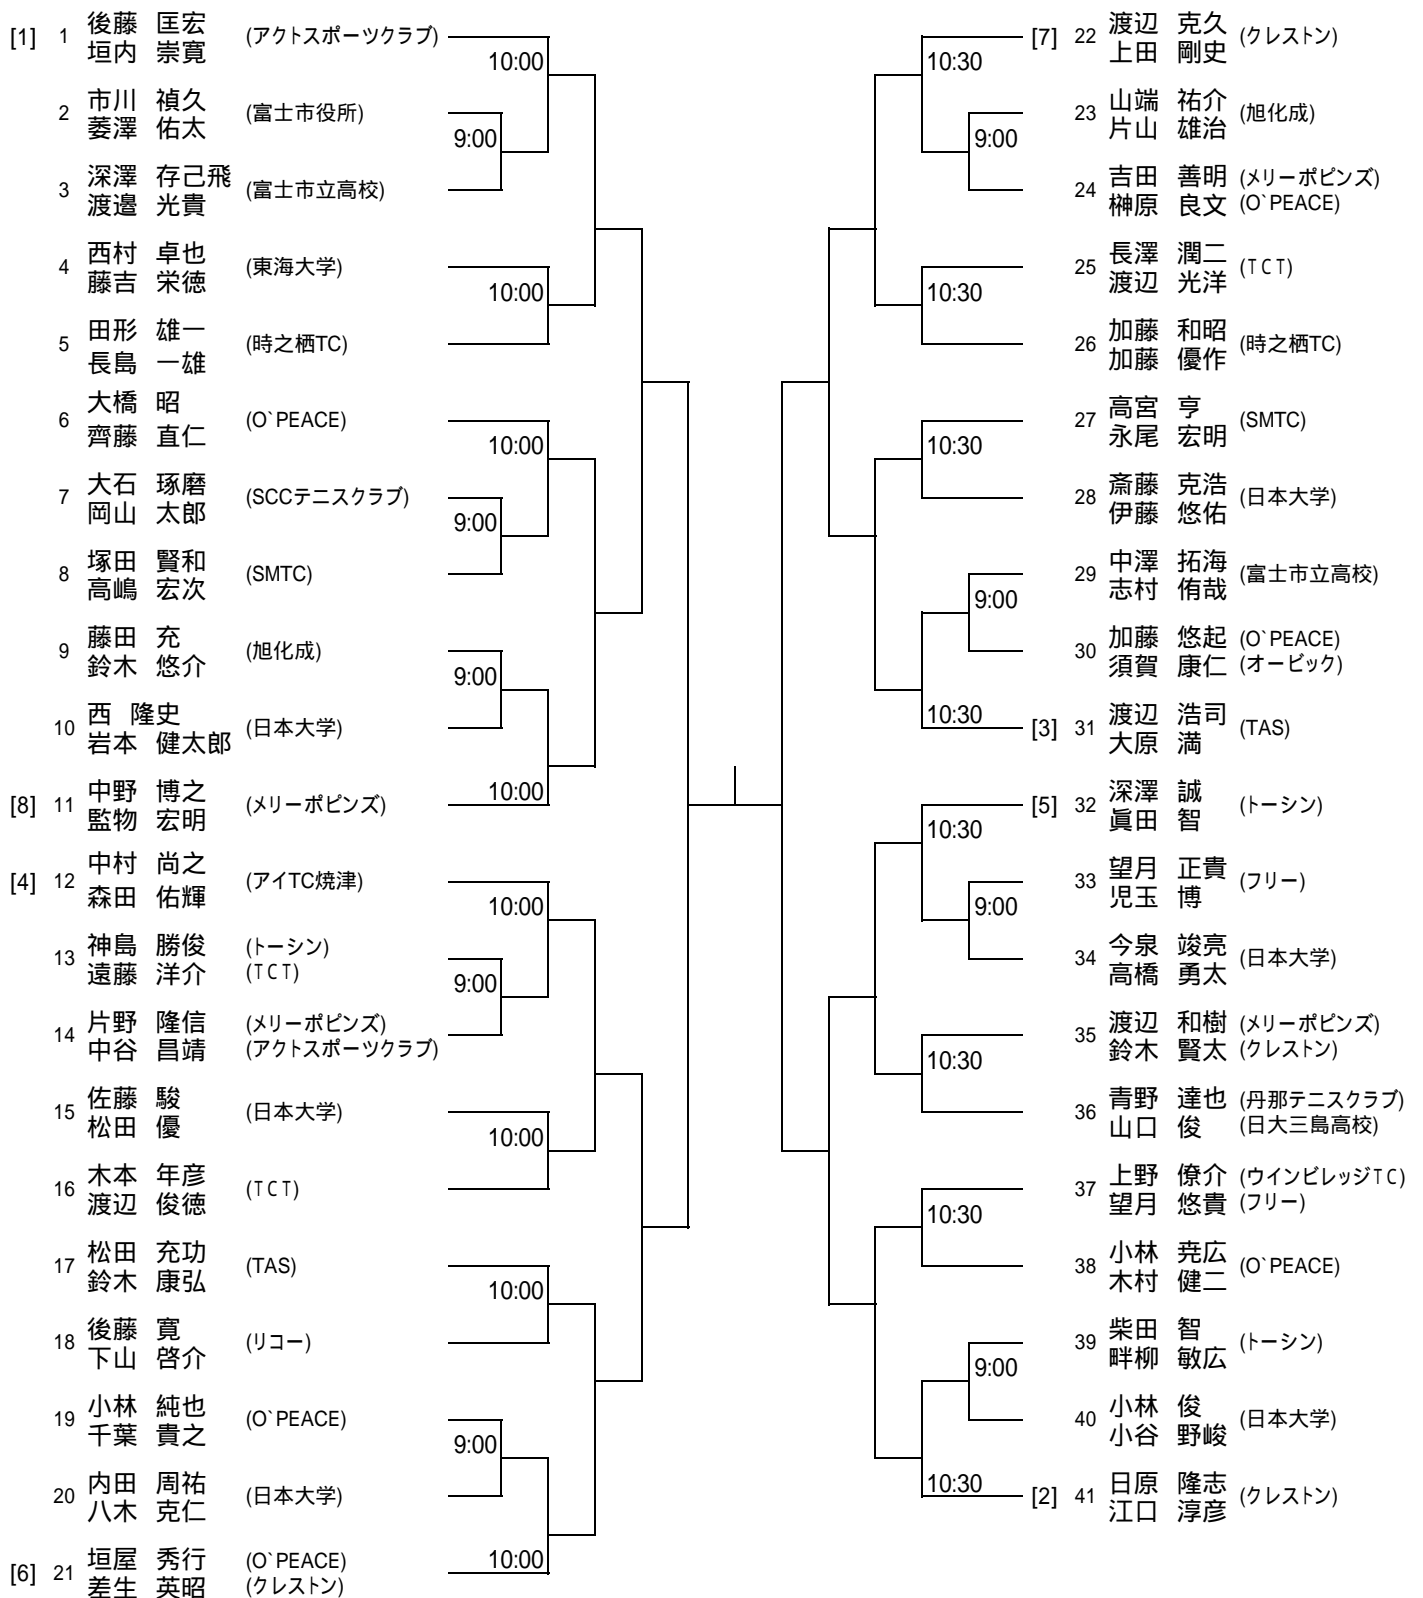 [1] 1 後藤 匡宏 (アクトスポーツクラブ)
垣内 崇寛
10:00
2 市川 禎久 (富士市役所)
萎澤 佑太
9:00
3 深澤 存己飛 (富士市立高校)
渡邉 光貴
4 西村 卓也 (東海大学)
藤吉 栄徳
10:00
5 田形 雄一 (時之栖TC)
長島 一雄
6 大橋 昭 (O`PEACE)
齊藤 直仁
10:00
7 大石 琢磨 (SCCテニスクラブ)
岡山 太郎
9:00
8 塚田 賢和 (SMTC)
高嶋 宏次
9 藤田 充 (旭化成)
鈴木 悠介
9:00
10 西 隆史 (日本大学)
岩本 健太郎
10:00
[8] 11 中野 博之 (メリーポピンズ)
監物 宏明
[4] 12 中村 尚之 (アイTC焼津)
森田 佑輝
10:00
13 神島 勝俊 (トーシン)
遠藤 洋介 (TCT)
9:00
14 片野 隆信 (メリーポピンズ)
中谷 昌靖 (アクトスポーツクラブ)
15 佐藤 駿 (日本大学)
松田 優
10:00
16 木本 年彦 (TCT)
渡辺 俊徳
17 松田 充功 (TAS)
鈴木 康弘
10:00
18 後藤 寛 (リコー)
下山 啓介
19 小林 純也 (O`PEACE)
千葉 貴之
9:00
20 内田 周祐 (日本大学)
八木 克仁
10:00
[6] 21 垣屋 秀行 (O`PEACE)
差生 英昭 (クレストン)
[7] 22 渡辺 克久 (クレストン)
上田 剛史
10:30
23 山端 祐介 (旭化成)
片山 雄治
9:00
24 吉田 善明 (メリーポピンズ)
榊原 良文 (O`PEACE)
25 長澤 潤二 (TCT)
渡辺 光洋
10:30
26 加藤 和昭 (時之栖TC)
加藤 優作
27 高宮 亨 (SMTC)
永尾 宏明
10:30
28 斎藤 克浩 (日本大学)
伊藤 悠佑
29 中澤 拓海 (富士市立高校)
志村 侑哉
9:00
30 加藤 悠起 (O`PEACE)
須賀 康仁 (オービック)
10:30
[3] 31 渡辺 浩司 (TAS)
大原 満
[5] 32 深澤 誠 (トーシン)
眞田 智
10:30
33 望月 正貴 (フリー)
児玉 博
9:00
34 今泉 竣亮 (日本大学)
高橋 勇太
35 渡辺 和樹 (メリーポピンズ)
鈴木 賢太 (クレストン)
10:30
36 青野 達也 (丹那テニスクラブ)
山口 俊 (日大三島高校)
37 上野 僚介 (ウインビレッジTC)
望月 悠貴 (フリー)
10:30
38 小林 尭広 (O`PEACE)
木村 健二
39 柴田 智 (トーシン)
畔柳 敏広
9:00
40 小林 俊 (日本大学)
小谷 野峻
10:30
[2] 41 日原 隆志 (クレストン)
江口 淳彦